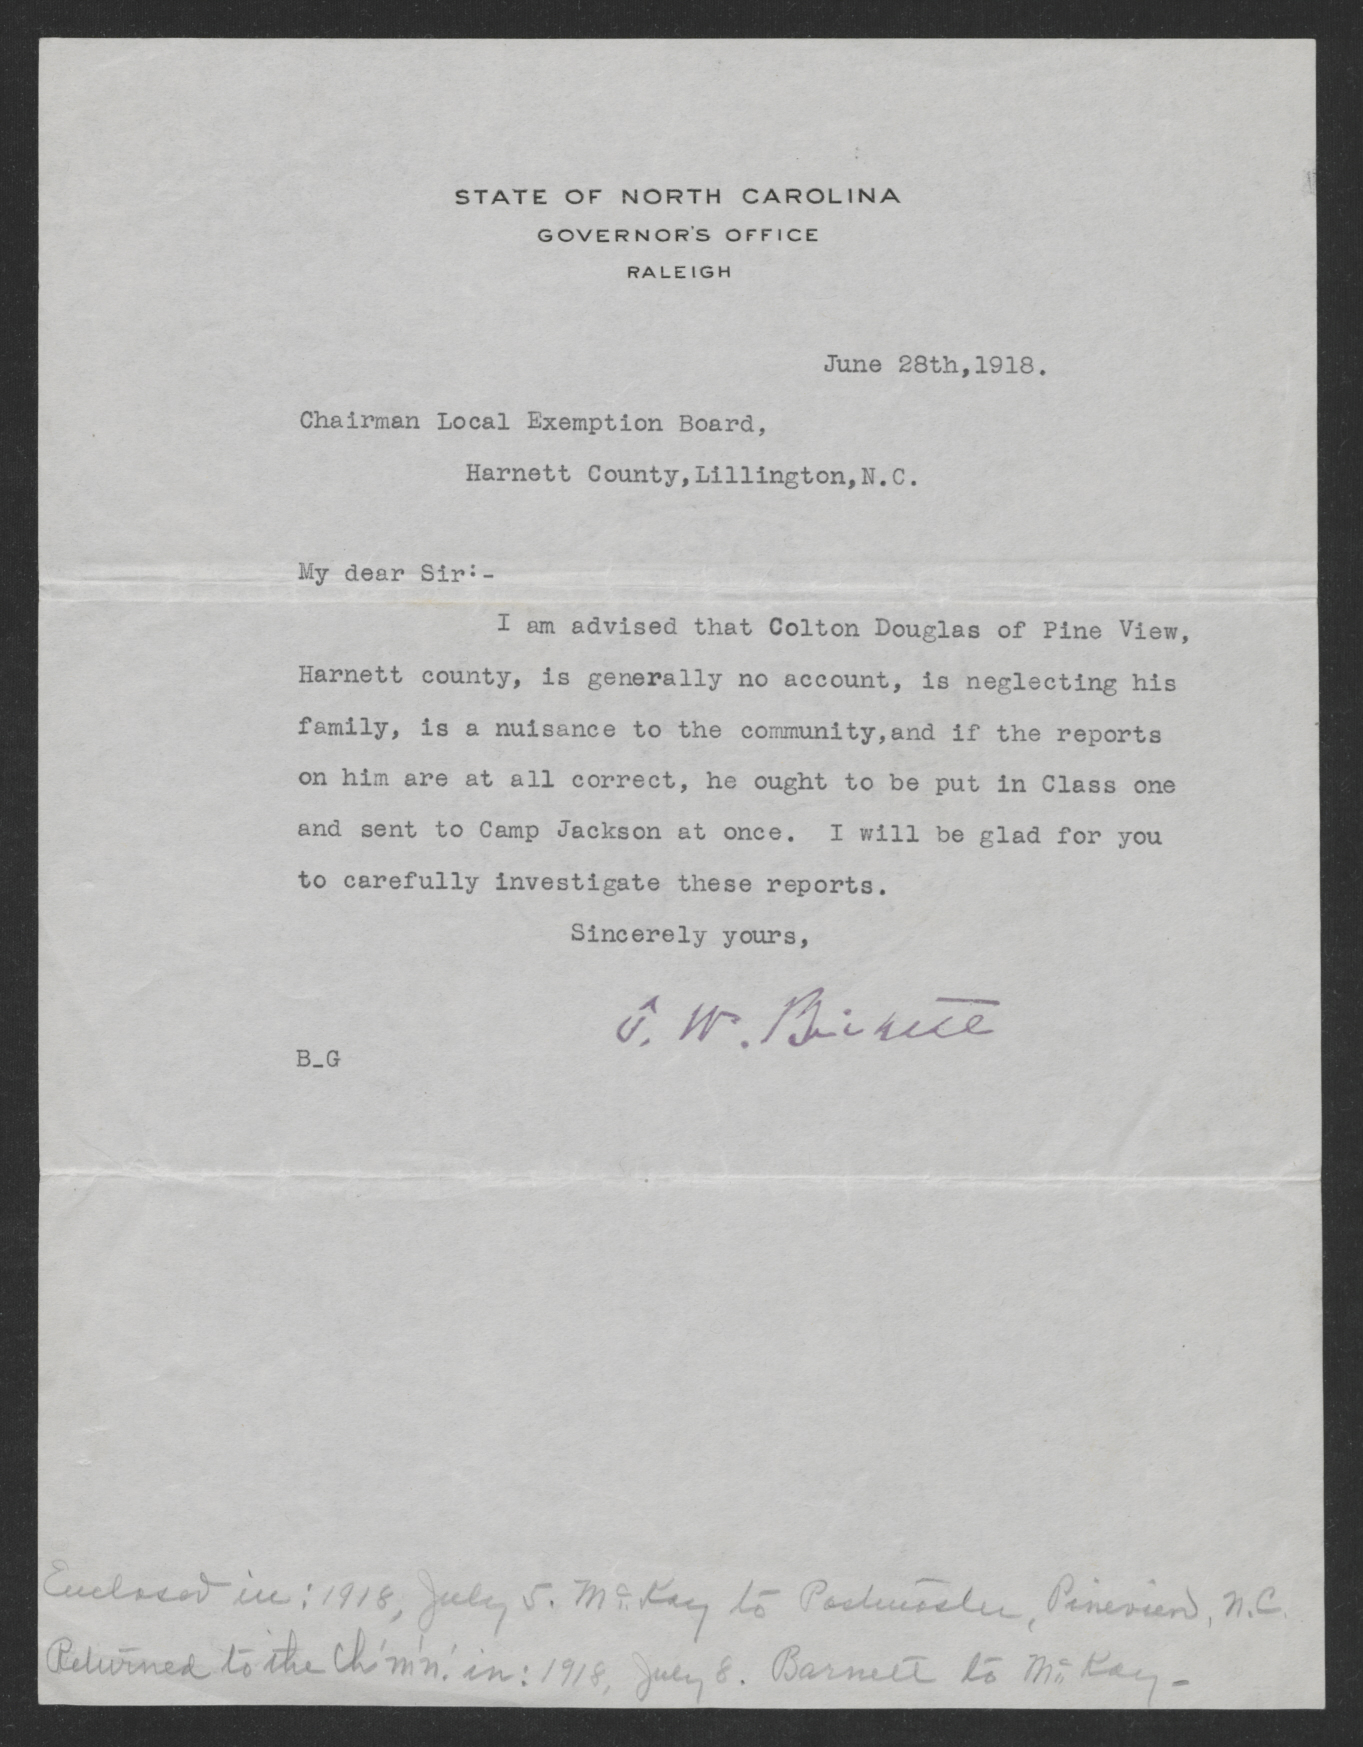 STATE OF NORTH CAROLINA
GOVERNOR'S OFFICE
RALEIGH
June 28th,1918.
Chairman Local Exemption Board,
Harnett County,Lillington,N.C.
My dear Sir:-
I am advised that Colton Douglas of Pine View,
Harnett county, is generally no account, is neglecting his
family, is a nuisance to the community,and if the reports
on him are at all correct, he ought to be put in Class one
and sent to Camp Jackson at once. I will be glad for you
to carefully investigate these reports.
Sincerely yours,
T. W. Bickett
B_G
Enclosed in: 1918, July 5. McKay to Postmaster, Pineview, N.C.
Returned to the Ch'm'n. in: 1918, July 8. Barnett to McKay-